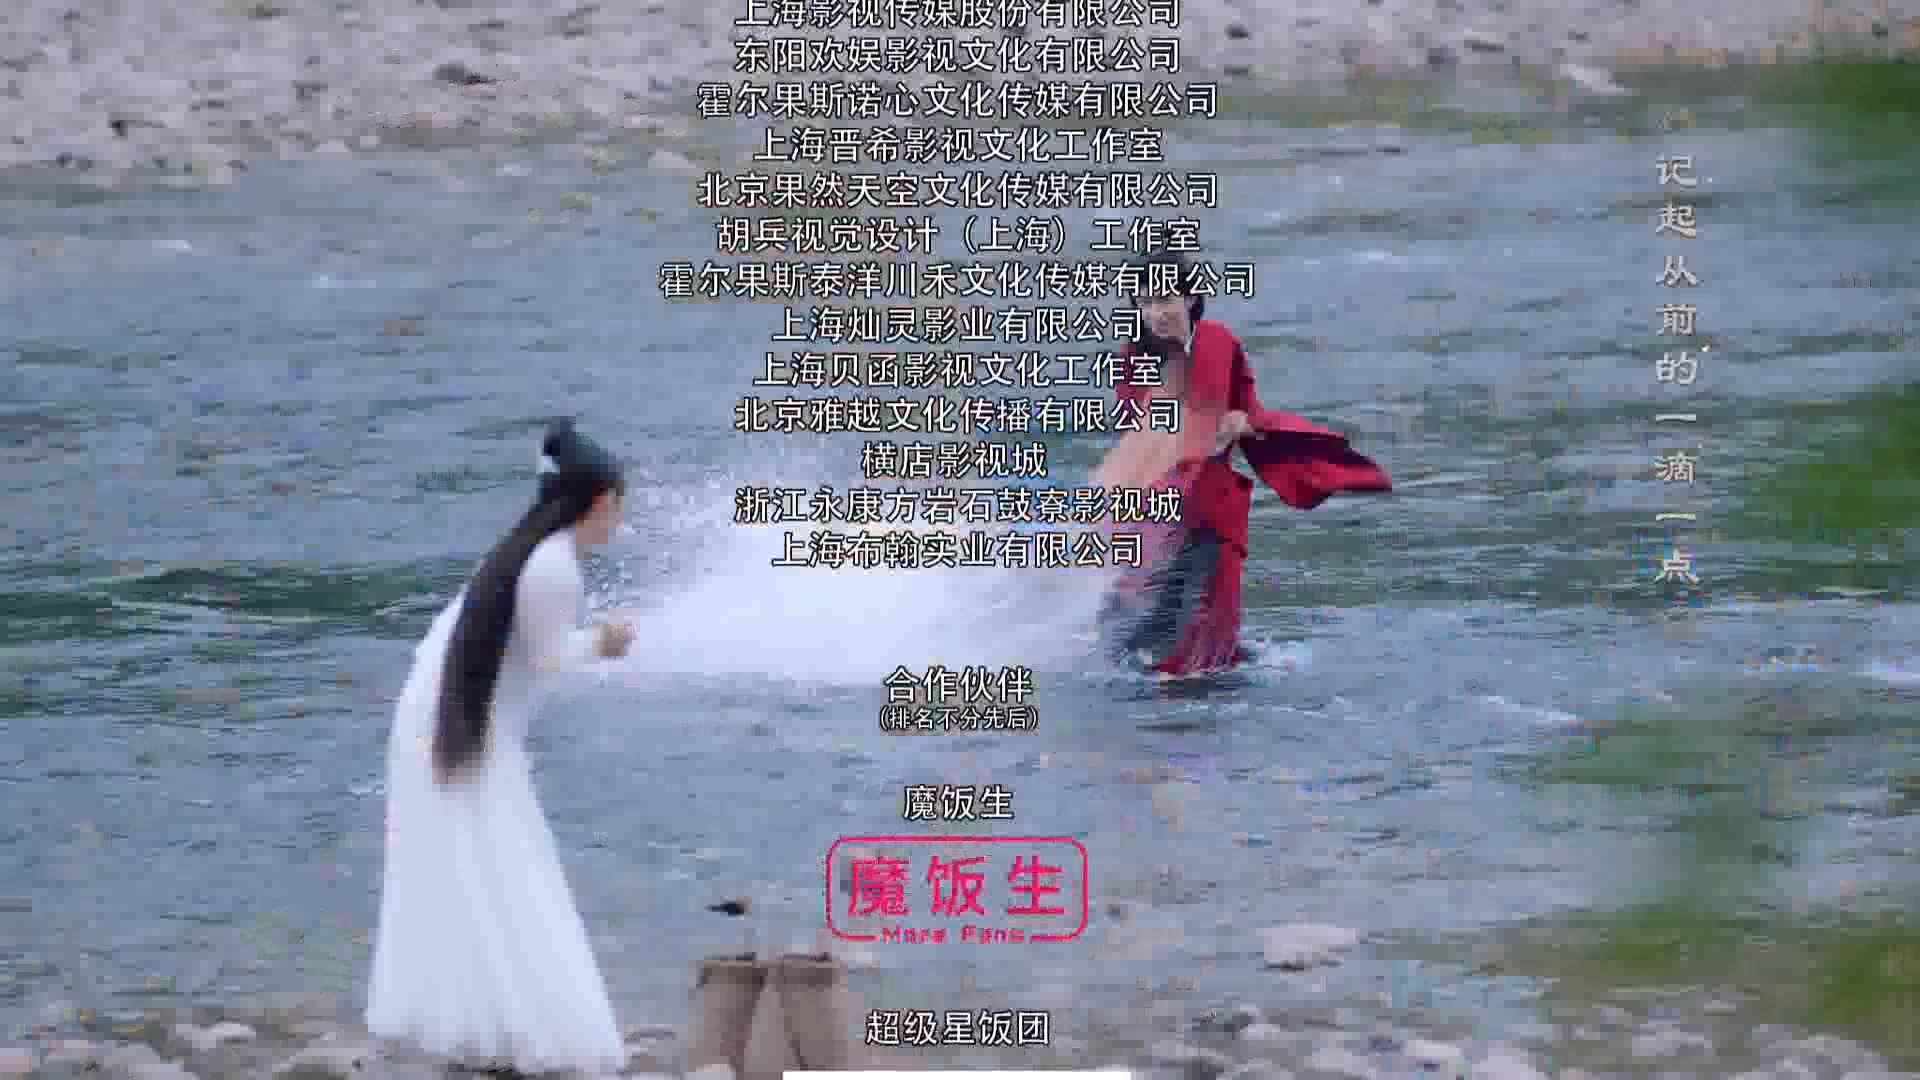 上海影视传媒股份有限公司
东阳欢娱影视文化有限公司
霍尔果斯诺心文化传媒有限公司
上海晋希影视文化工作室
北京果然天空文化传媒有限公司
胡兵视觉设计（上海）工作室
霍尔果斯泰洋川禾文化传媒有限公司
上海灿灵影业有限公司
上海贝函影视文化工作室
北京雅越文化传播有限公司
横店影视城
浙江永康方岩石鼓寮影视城
上海布翰实业有限公司
合作伙伴
(排名不分先后)
魔饭生
魔饭生
More Fans
超级星饭团
记起从前的一滴一点